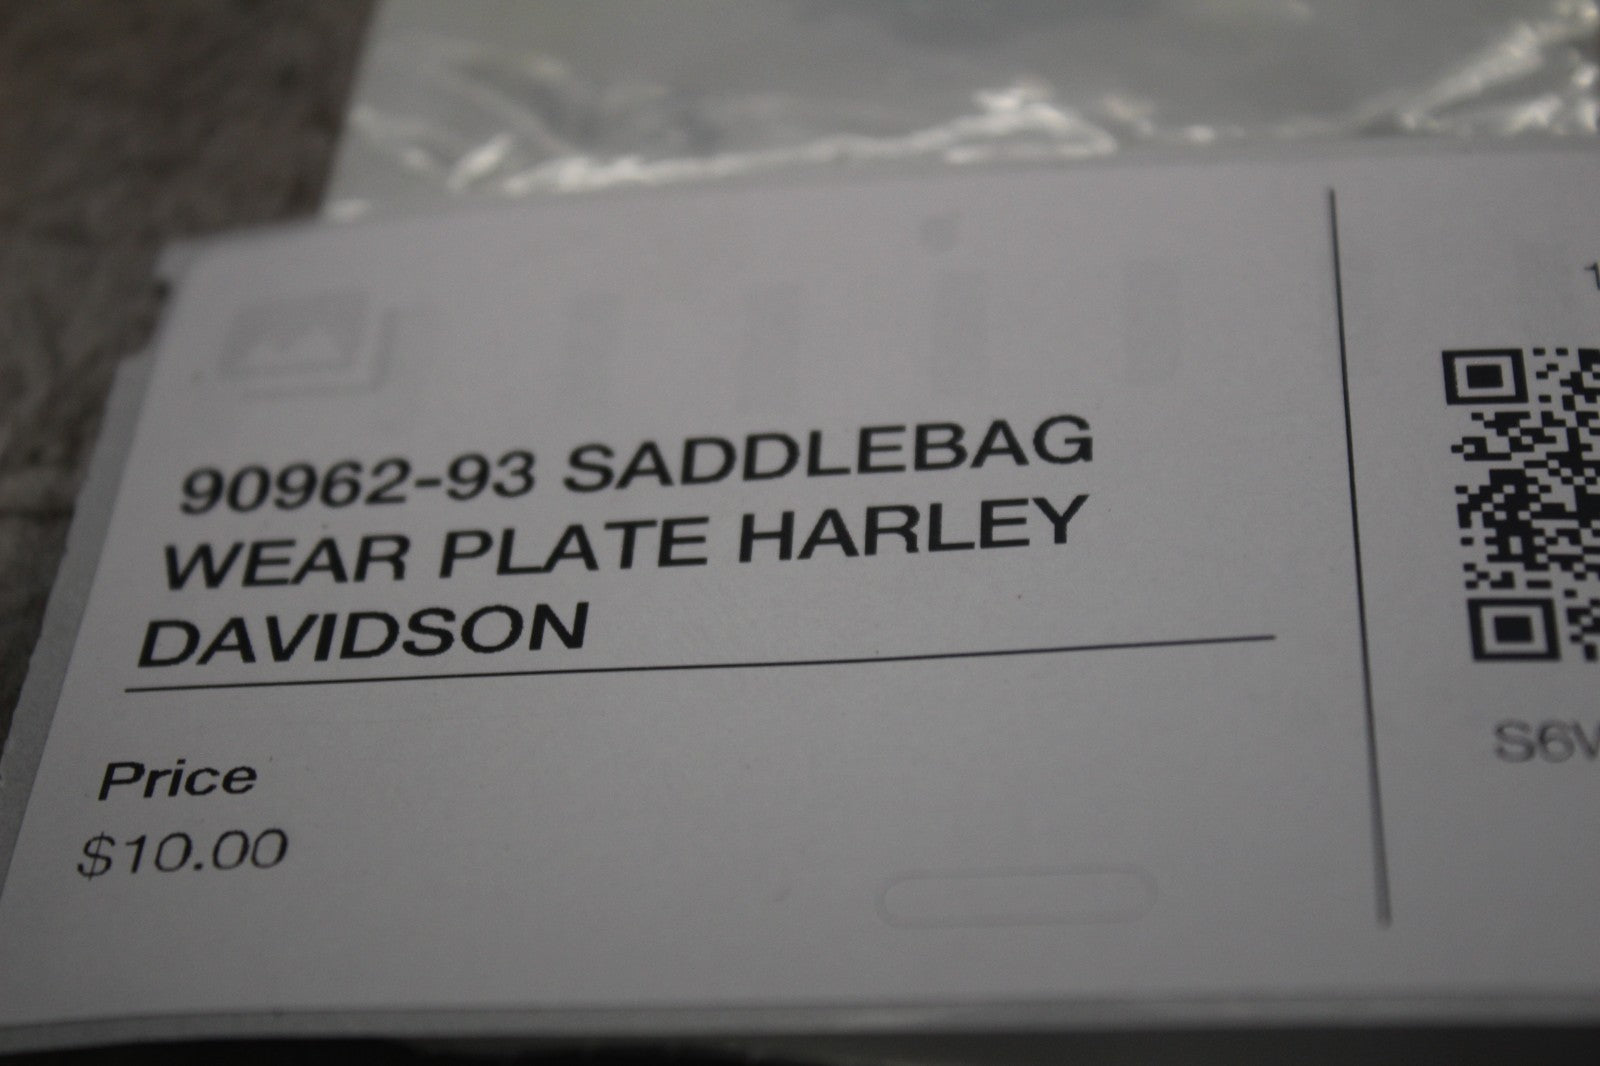 90962-93 SADDLEBAG
WEAR PLATE HARLEY
DAVIDSON
Price
$10.00